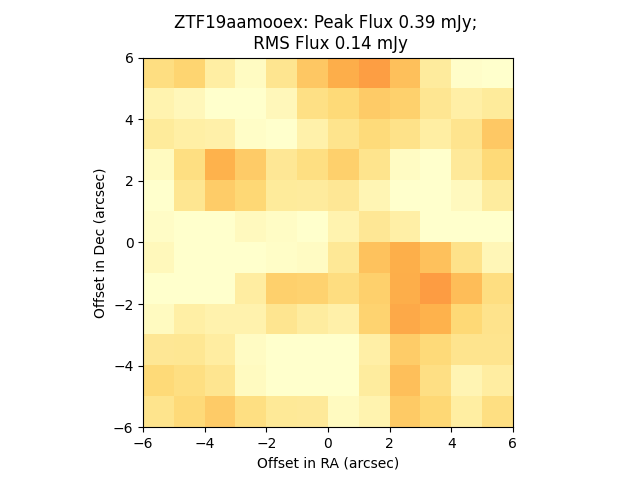 ZTF19aamooex: Peak Flux 0.39 mJy;
RMS Flux 0.14 mJy
6
4
2
0
−2
−4
−6
Offset in Dec (arcsec)
−6 −4 −2 0 2 4 6
Offset in RA (arcsec)